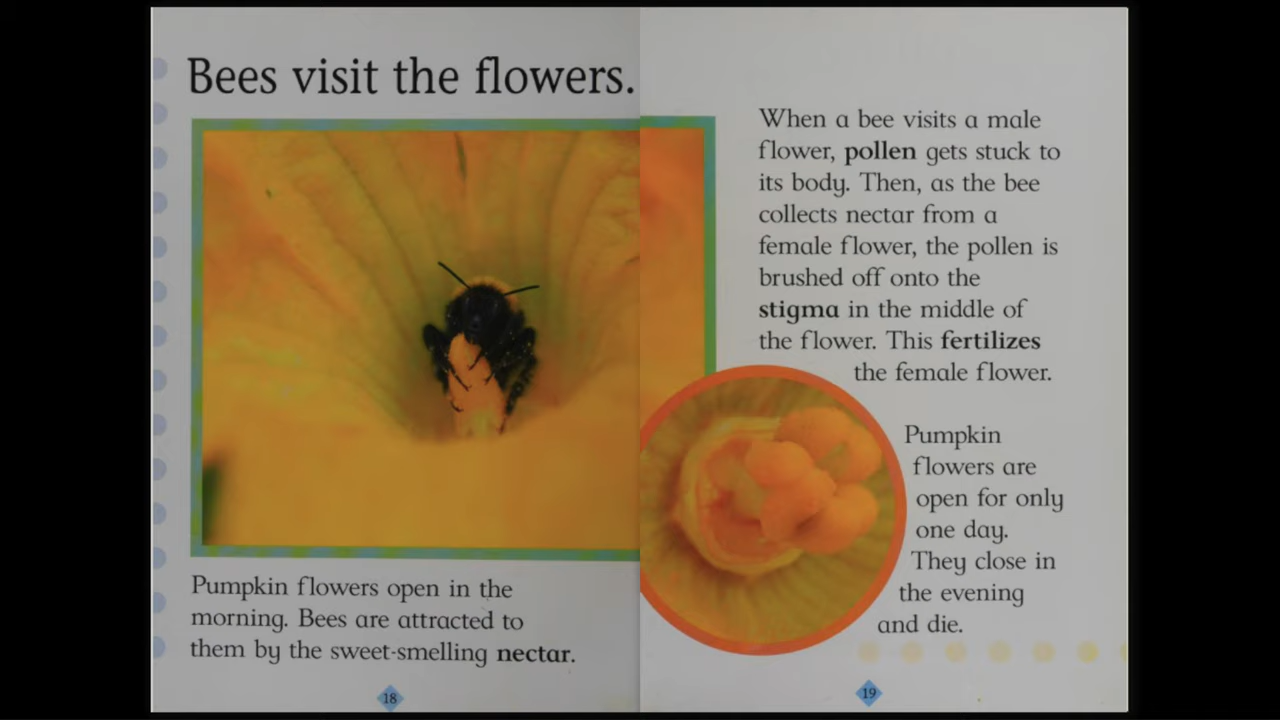 Bees visit the flowers.
Pumpkin flowers open in the
morning. Bees are attracted to
them by the sweet-smelling nectar.
18
When a bee visits a male
flower, pollen gets stuck to
its body. Then, as the bee
collects nectar from a
female flower, the pollen is
brushed off onto the
stigma in the middle of
the flower. This fertilizes
the female flower.
Pumpkin
flowers are
open for only
one day.
They close in
the evening
and die.
19